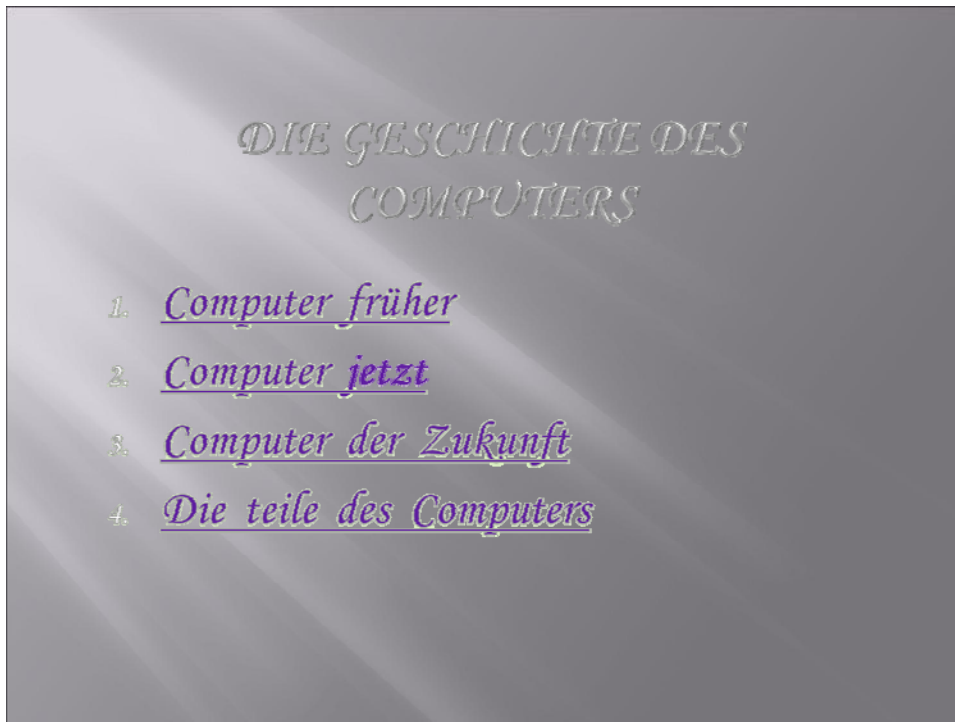 DIE GESCHICHTE DES
COMPUTERS
1. Computer früher
2. Computer jetzt
3. Computer der Zukunft
4. Die teile des Computers